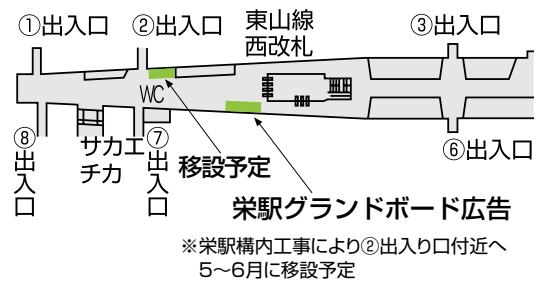 ①出入口
②出入口
東山線
西改札
③出入口
WC
⑧出入口
サカエ
チカ
⑦出入口
移設予定
⑥出入口
栄駅グランドボード広告
※栄駅構内工事により②出入り口付近へ
5〜6月に移設予定